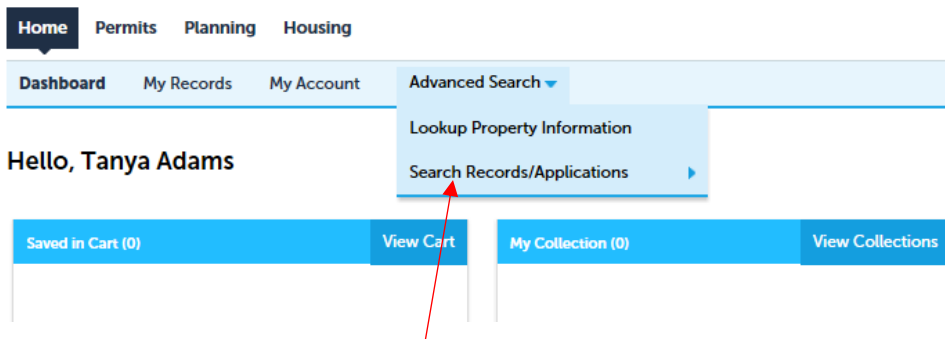 Home Permits Planning Housing
Dashboard My Records My Account Advanced Search
Lookup Property Information
Hello, Tanya Adams
Search Records/Applications
Saved in Cart (0) View Cart My Collection (0) View Collections